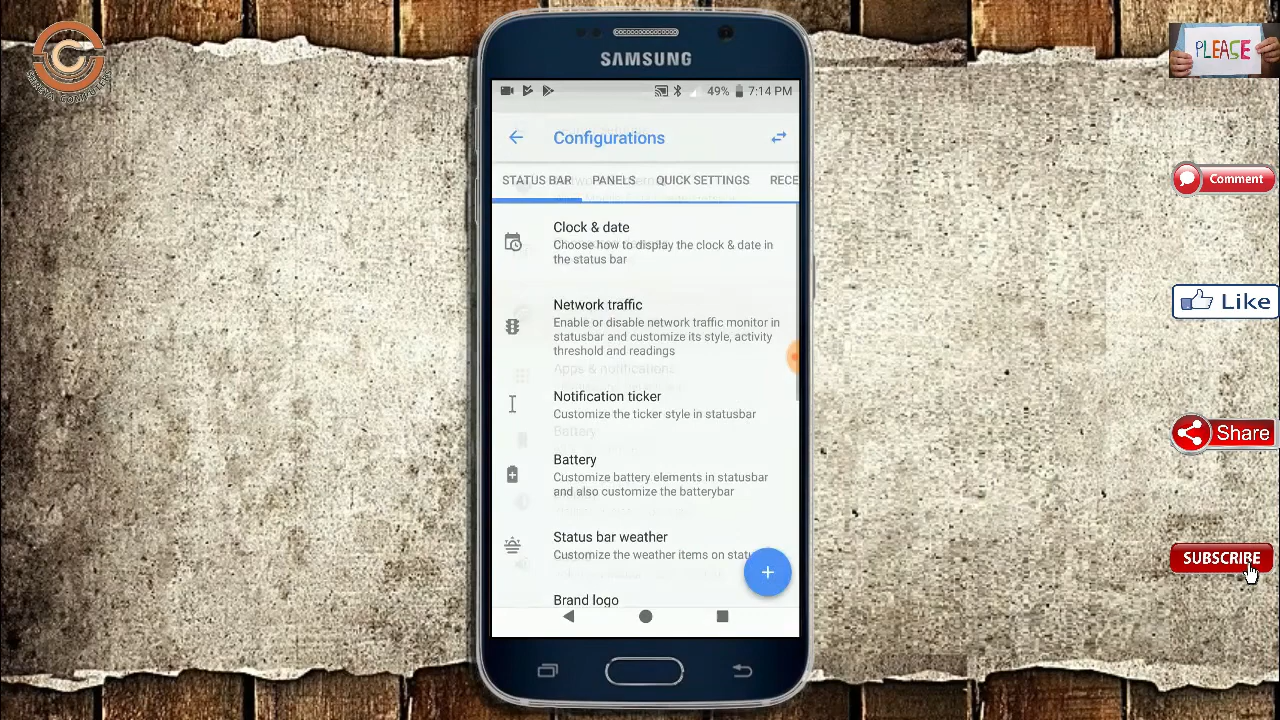 SAMSUNG
49% 7:14 PM
Configurations
STATUS BAR PANELS QUICK SETTINGS RECE
Clock & date
Choose how to display the clock & date in
the status bar
Network traffic
Enable or disable network traffic monitor in
statusbar and customize its style, activity
threshold and readings
Apps & notifications
Notification ticker
Customize the ticker style in statusbar
Battery
Battery
Customize battery elements in statusbar
and also customize the batterybar
Status bar weather
Customize the weather items on statu
Brand logo
PLEASE
Comment
Like
Share
SUBSCRIBE